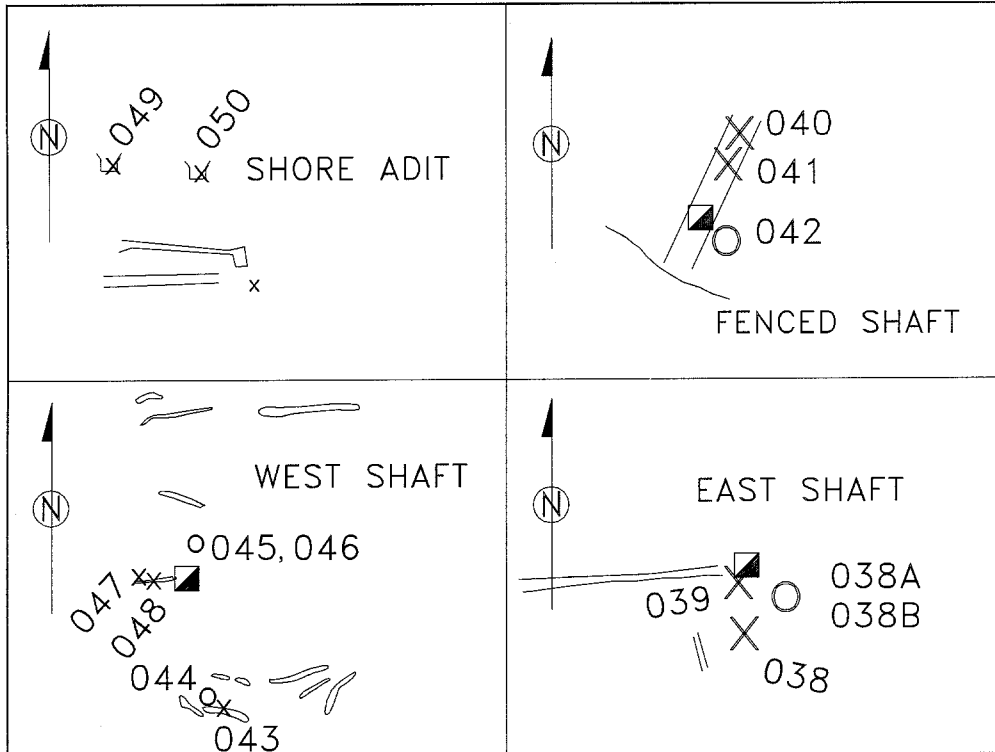 N
049
050
SHORE ADIT
N
040
041
042
FENCED SHAFT
N
WEST SHAFT
045, 046
047
048
044
043
N
EAST SHAFT
039
038A
038B
038